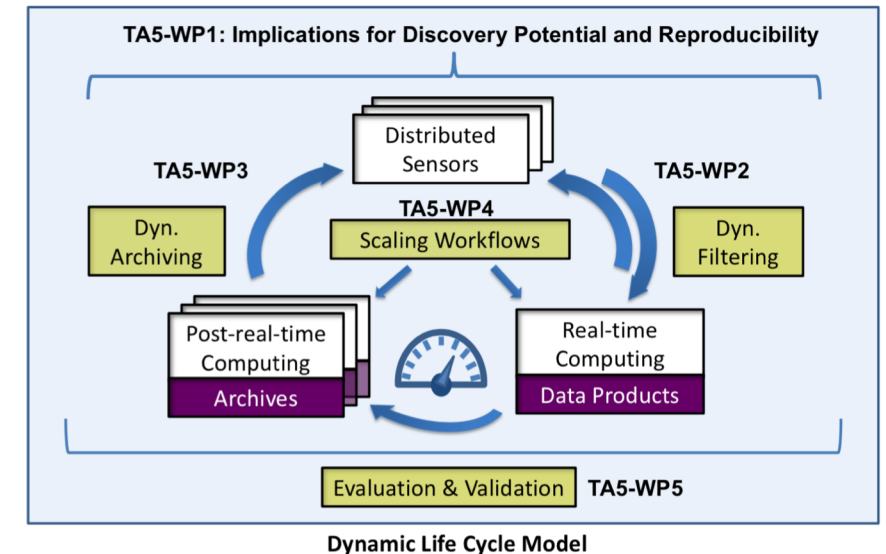 TA5-WP1: Implications for Discovery Potential and Reproducibility
Distributed
Sensors
TA5-WP3
TA5-WP2
TA5-WP4
Dyn.
Archiving
Scaling Workflows
Dyn.
Filtering
Post-real-time
Computing
Archives
Real-time
Computing
Data Products
Evaluation & Validation
TA5-WP5
Dynamic Life Cycle Model